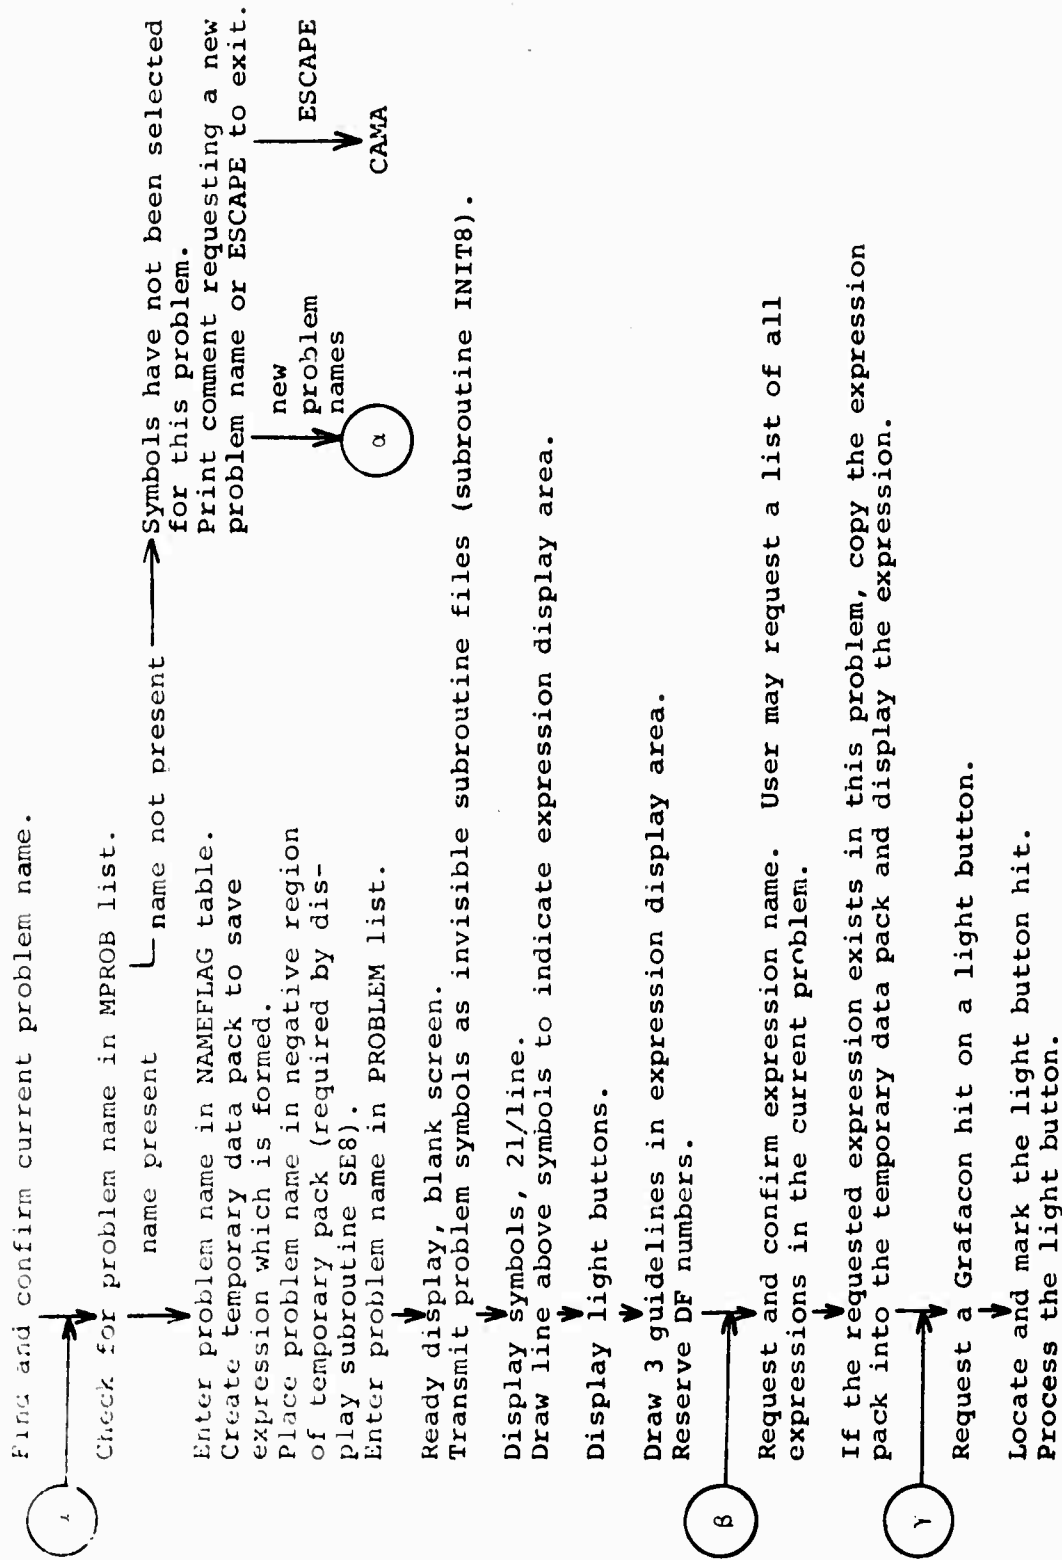 Find and confirm current problem name.
Check for problem name in MPROB list.
name present
name not present
Symbols have not been selected
for this problem.
Print comment requesting a new
problem name or ESCAPE to exit.
new
problem
names
α
ESCAPE
CAMA
Enter problem name in NAMEFLAG table.
Create temporary data pack to save
expression which is formed.
Place problem name in negative region
of temporary pack (required by dis-
play subroutine SE8).
Enter problem name in PROBLEM list.
Ready display, blank screen.
Transmit problem symbols as invisible subroutine files (subroutine INIT8).
Display symbols, 21/line.
Draw line above symbols to indicate expression display area.
Display light buttons.
Draw 3 guidelines in expression display area.
Reserve DF numbers.
β
Request and confirm expression name. User may request a list of all
expressions in the current problem.
If the requested expression exists in this problem, copy the expression
pack into the temporary data pack and display the expression.
γ
Request a Grafacon hit on a light button.
Locate and mark the light button hit.
Process the light button.